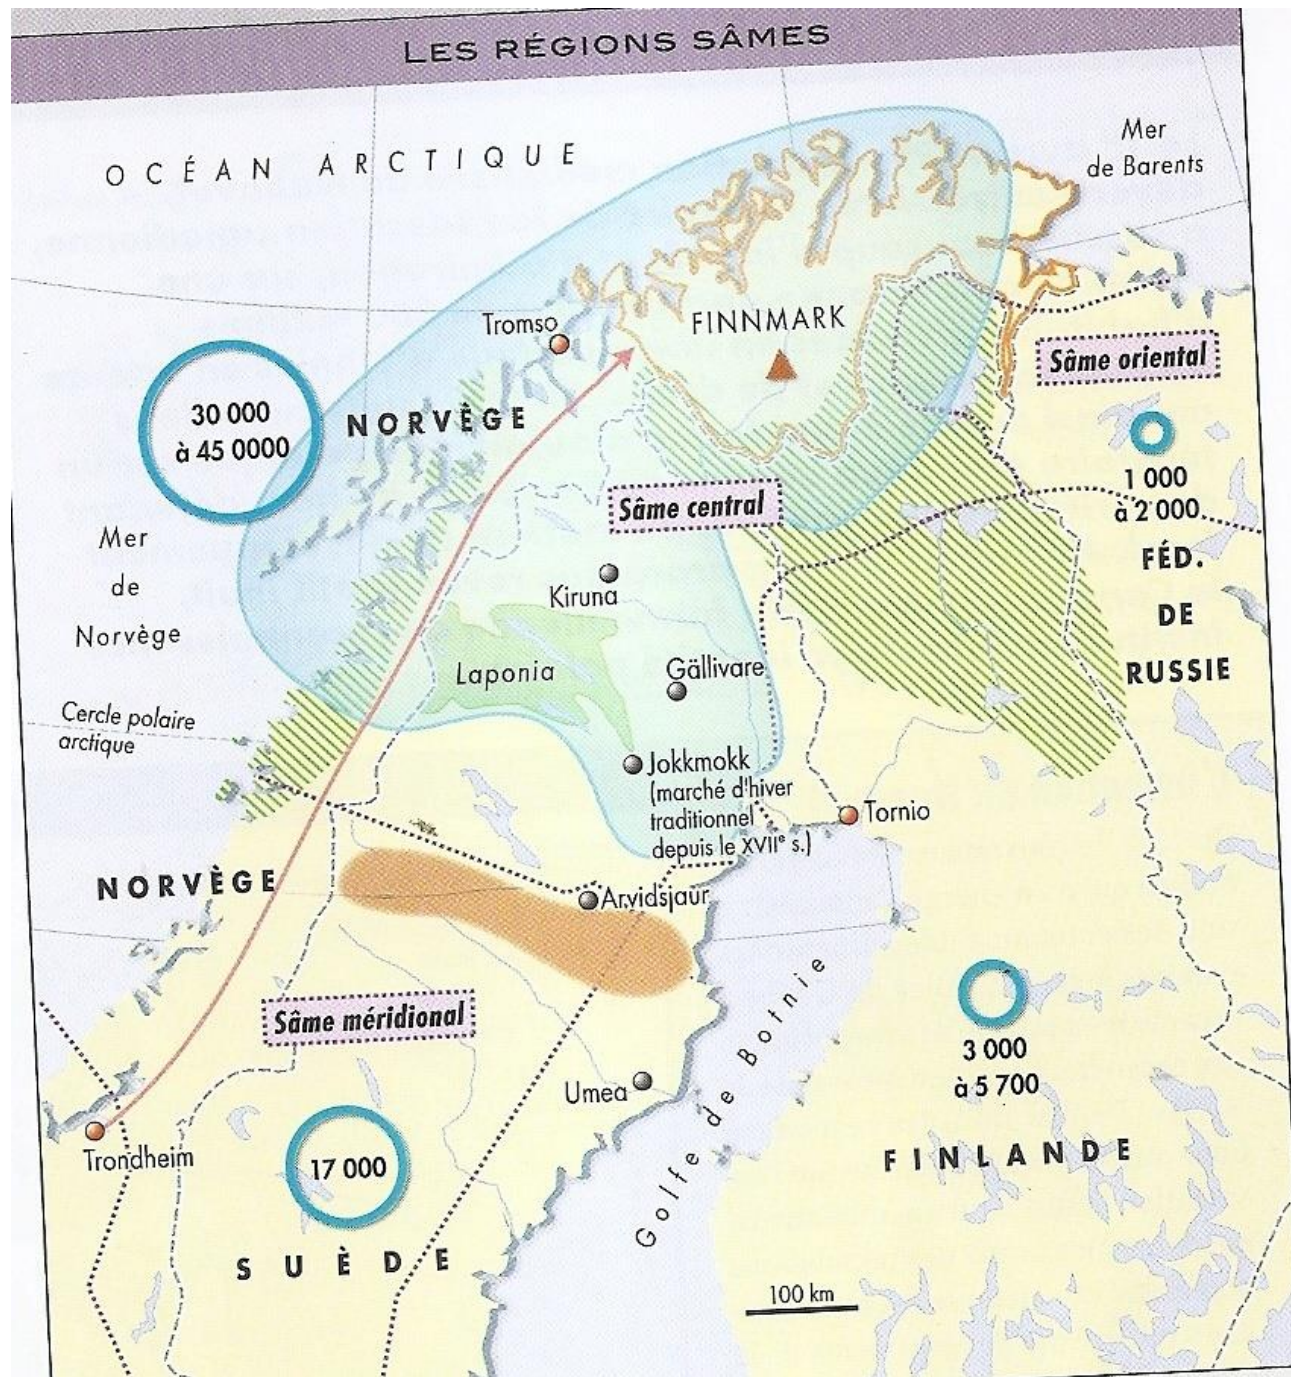 LES RÉGIONS SÂMES
OCÉAN ARCTIQUE
Mer
de Barents
Tromso
FINNMARK
Sâme oriental
30 000
à 45 0000
NORVÈGE
Sâme central
1 000
à 2 000
Mer
de
Norvège
Kiruna
FÉD.
DE
RUSSIE
Laponia
Gällivare
Cercle polaire
arctique
Jokkmokk
(marché d'hiver
traditionnel
depuis le XVIIe s.)
Tornio
NORVÈGE
Arvidsjaur
Sâme méridional
Golfe de Botnie
3 000
à 5 700
Umea
Trondheim
17 000
FINLANDE
SUÈDE
100 km